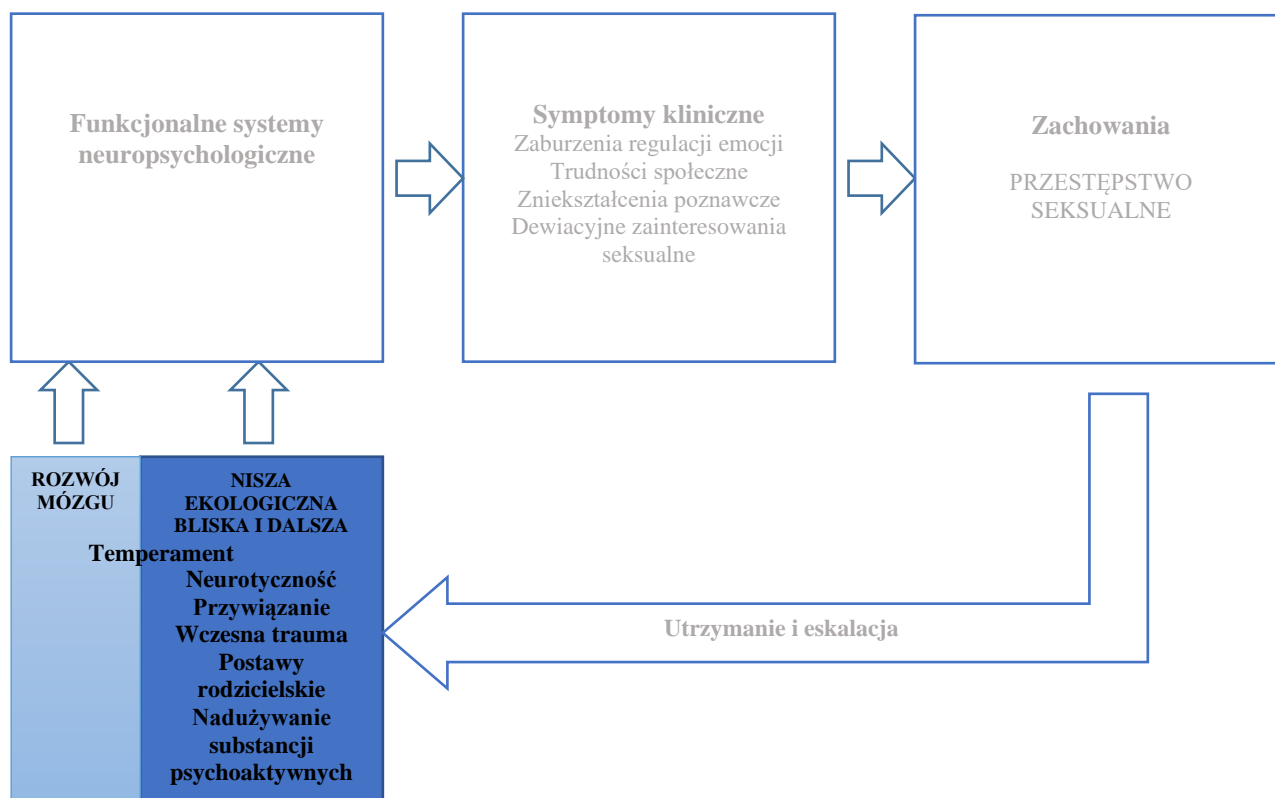 Funkcjonalne systemy
neuropsychologiczne
Symptomy kliniczne
Zaburzenia regulacji emocji
Trudności społeczne
Zniekształcenia poznawcze
Dewiacyjne zainteresowania
seksualne
Zachowania
PRZESTĘPSTWO
SEKSUALNE
ROZWÓJ
MÓZGU
NISZA
EKOLOGICZNA
BLISKA I DALSZA
Temperament
Neurotyczność
Przywiązanie
Wczesna trauma
Postawy
rodzicielskie
Nadużywanie
substancji
psychoaktywnych
Utrzymanie i eskalacja